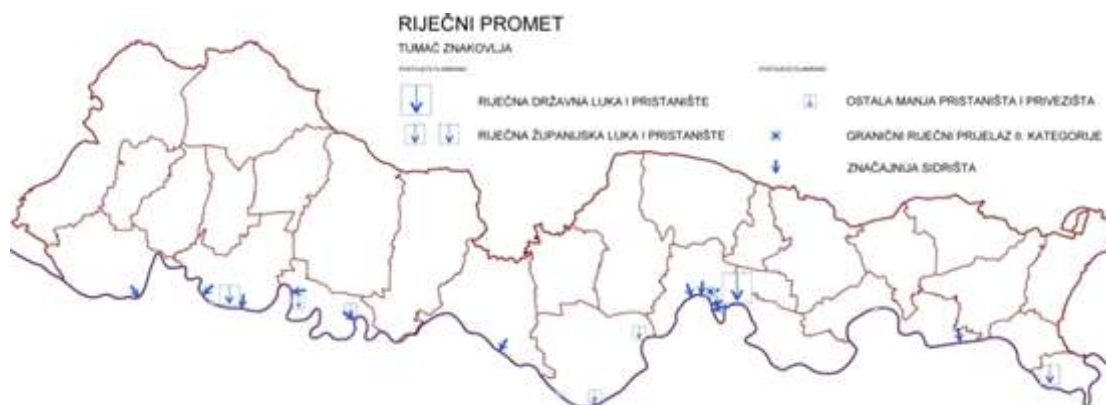 RIJEČNI PROMET
TUMAČ ZNAKOVLJA
RIJEČNA DRŽAVNA LUKA I PRISTANIŠTE
RIJEČNA ŽUPANIJSKA LUKA I PRISTANIŠTE
OSTALA MANJA PRISTANIŠTA I PRIVEZIŠTA
GRANIČNI RIJEČNI PRIJELAZ II. KATEGORIJE
ZNAČAJNIJA SIDRIŠTA